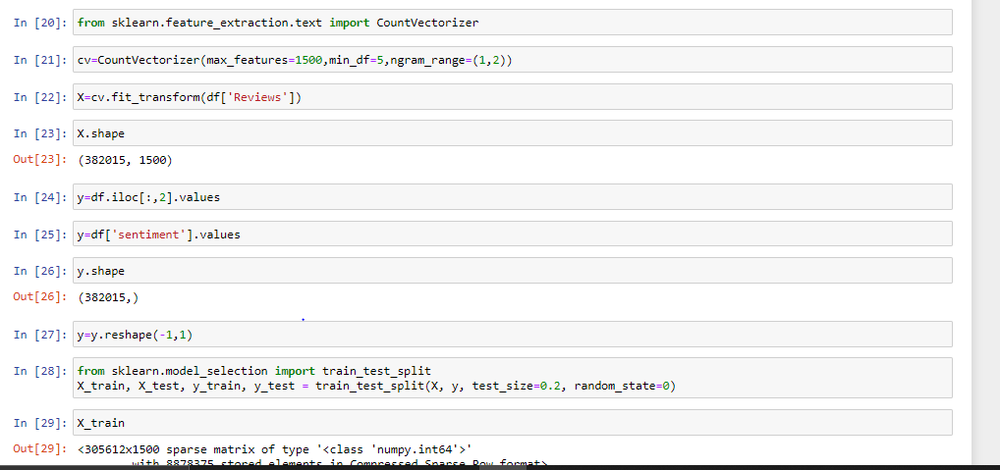 In [20]: from sklearn.feature_extraction.text import CountVectorizer
In [21]: cv=CountVectorizer(max_features=1500,min_df=5,ngram_range=(1,2))
In [22]: X=cv.fit_transform(df['Reviews'])
In [23]: X.shape
Out[23]: (382015, 1500)
In [24]: y=df.iloc[:,2].values
In [25]: y=df['sentiment'].values
In [26]: y.shape
Out[26]: (382015,)
In [27]: y=y.reshape(-1,1)
In [28]: from sklearn.model_selection import train_test_split
X_train, X_test, y_train, y_test = train_test_split(X, y, test_size=0.2, random_state=0)
In [29]: X_train
Out[29]: <305612x1500 sparse matrix of type '<class 'numpy.int64'>'
with 8878375 stored elements in Compressed Sparse Row format>